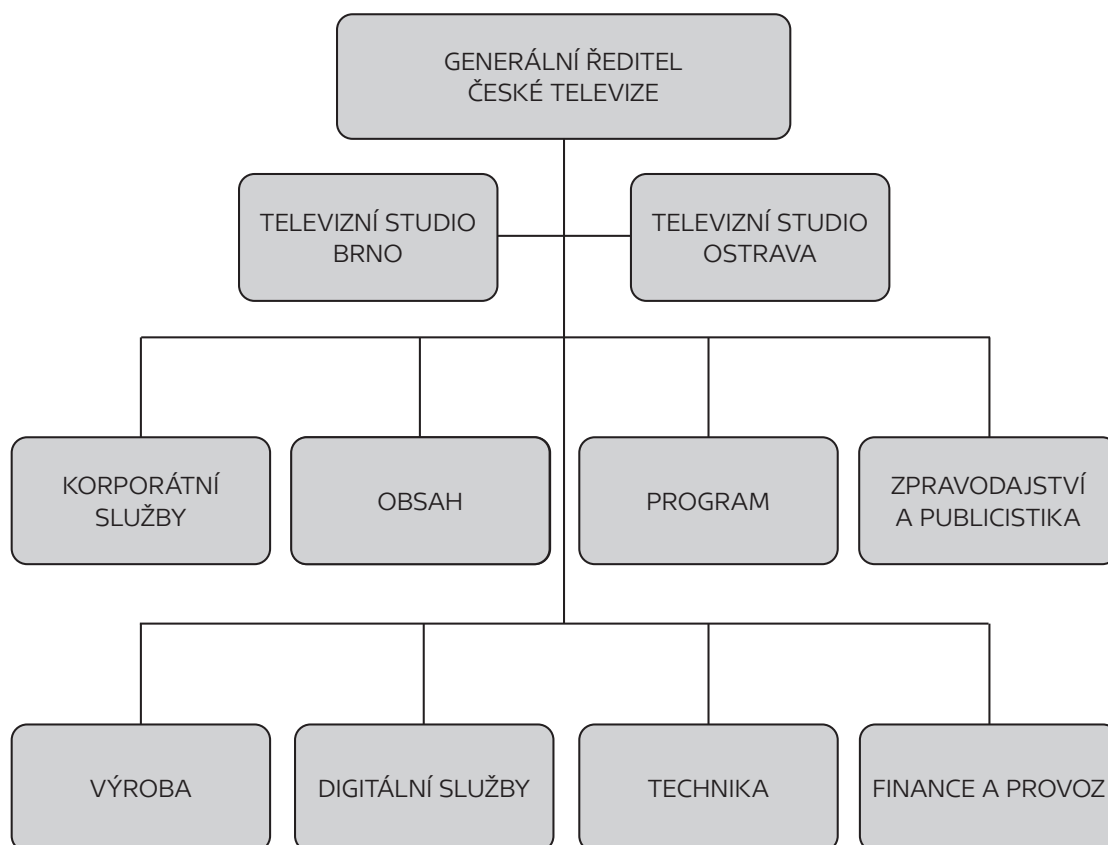 GENERÁLNÍ ŘEDITEL
ČESKÉ TELEVIZE
TELEVIZNÍ STUDIO
BRNO
TELEVIZNÍ STUDIO
OSTRAVA
KORPORÁTNÍ
SLUŽBY
OBSAH
PROGRAM
ZPRAVODAJSTVÍ
A PUBLICISTIKA
VÝROBA
DIGITÁLNÍ SLUŽBY
TECHNIKA
FINANCE A PROVOZ